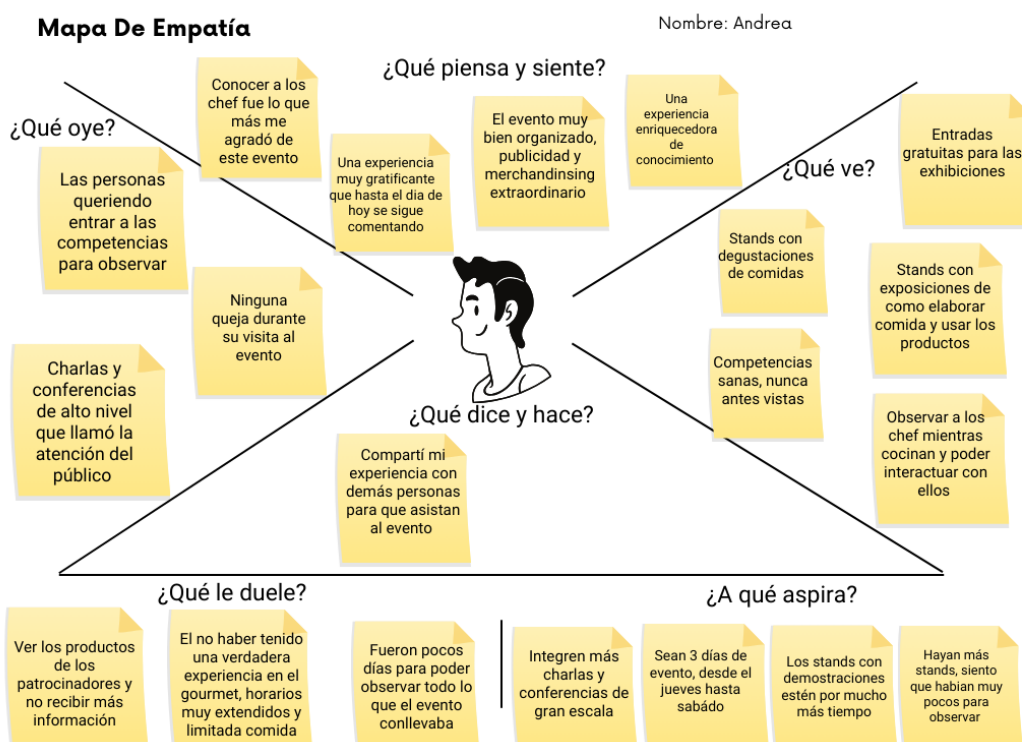 Mapa De Empatía
Nombre: Andrea
¿Qué piensa y siente?
Conocer a los
chef fue lo que
más me
agradó de
este evento
Una experiencia
muy gratificante
que hasta el dia de
hoy se sigue
comentando
El evento muy
bien organizado,
publicidad y
merchandinsing
extraordinario
Una
experiencia
enriquecedora
de
conocimiento
¿Qué oye?
Las personas
queriendo
entrar a las
competencias
para observar
Ninguna
queja durante
su visita al
evento
Charlas y
conferencias
de alto nivel
que llamó la
atención del
público
¿Qué ve?
Entradas
gratuitas para las
exhibiciones
Stands con
degustaciones
de comidas
Stands con
exposiciones de
como elaborar
comida y usar los
productos
Competencias
sanas, nunca
antes vistas
Observar a los
chef mientras
cocinan y poder
interactuar con
ellos
¿Qué dice y hace?
Compartí mi
experiencia con
demás personas
para que asistan
al evento
¿Qué le duele?
Ver los productos
de los
patrocinadores y
no recibir más
información
El no haber tenido
una verdadera
experiencia en el
gourmet, horarios
muy extendidos y
limitada comida
Fueron pocos
días para poder
observar todo lo
que el evento
conllevaba
¿A qué aspira?
Integren más
charlas y
conferencias de
gran escala
Sean 3 días de
evento, desde el
jueves hasta
sabádo
Los stands con
demostraciones
estén por mucho
más tiempo
Hayan más
stands, siento
que habian muy
pocos para
observar